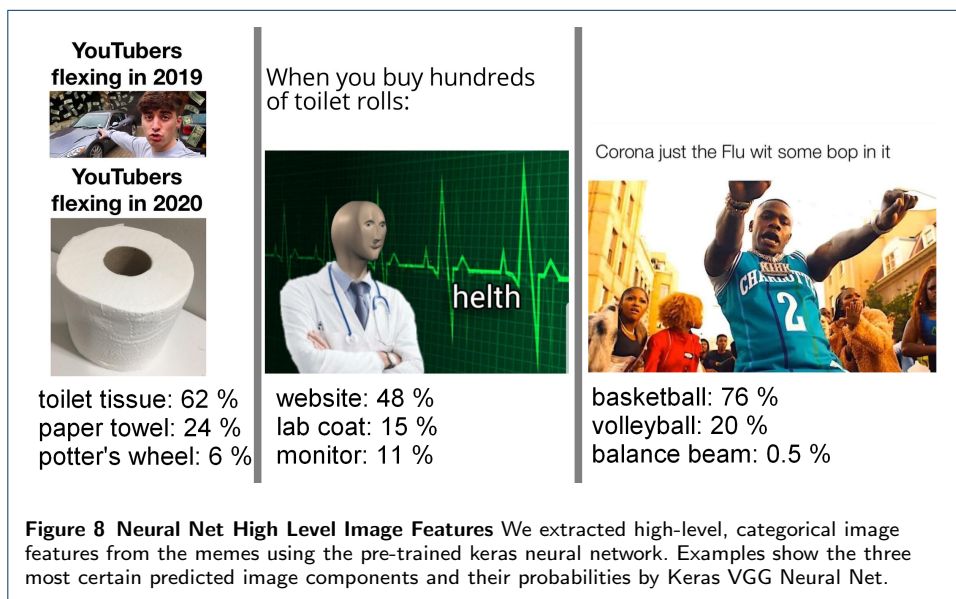 YouTubers
flexing in 2019
YouTubers
flexing in 2020
toilet tissue: 62 %
paper towel: 24 %
potter's wheel: 6 %
When you buy hundreds
of toilet rolls:
helth
website: 48 %
lab coat: 15 %
monitor: 11 %
Corona just the Flu wit some bop in it
KIRK
CHARLOTTE
2
basketball: 76 %
volleyball: 20 %
balance beam: 0.5 %
Figure 8 Neural Net High Level Image Features We extracted high-level, categorical image
features from the memes using the pre-trained keras neural network. Examples show the three
most certain predicted image components and their probabilities by Keras VGG Neural Net.